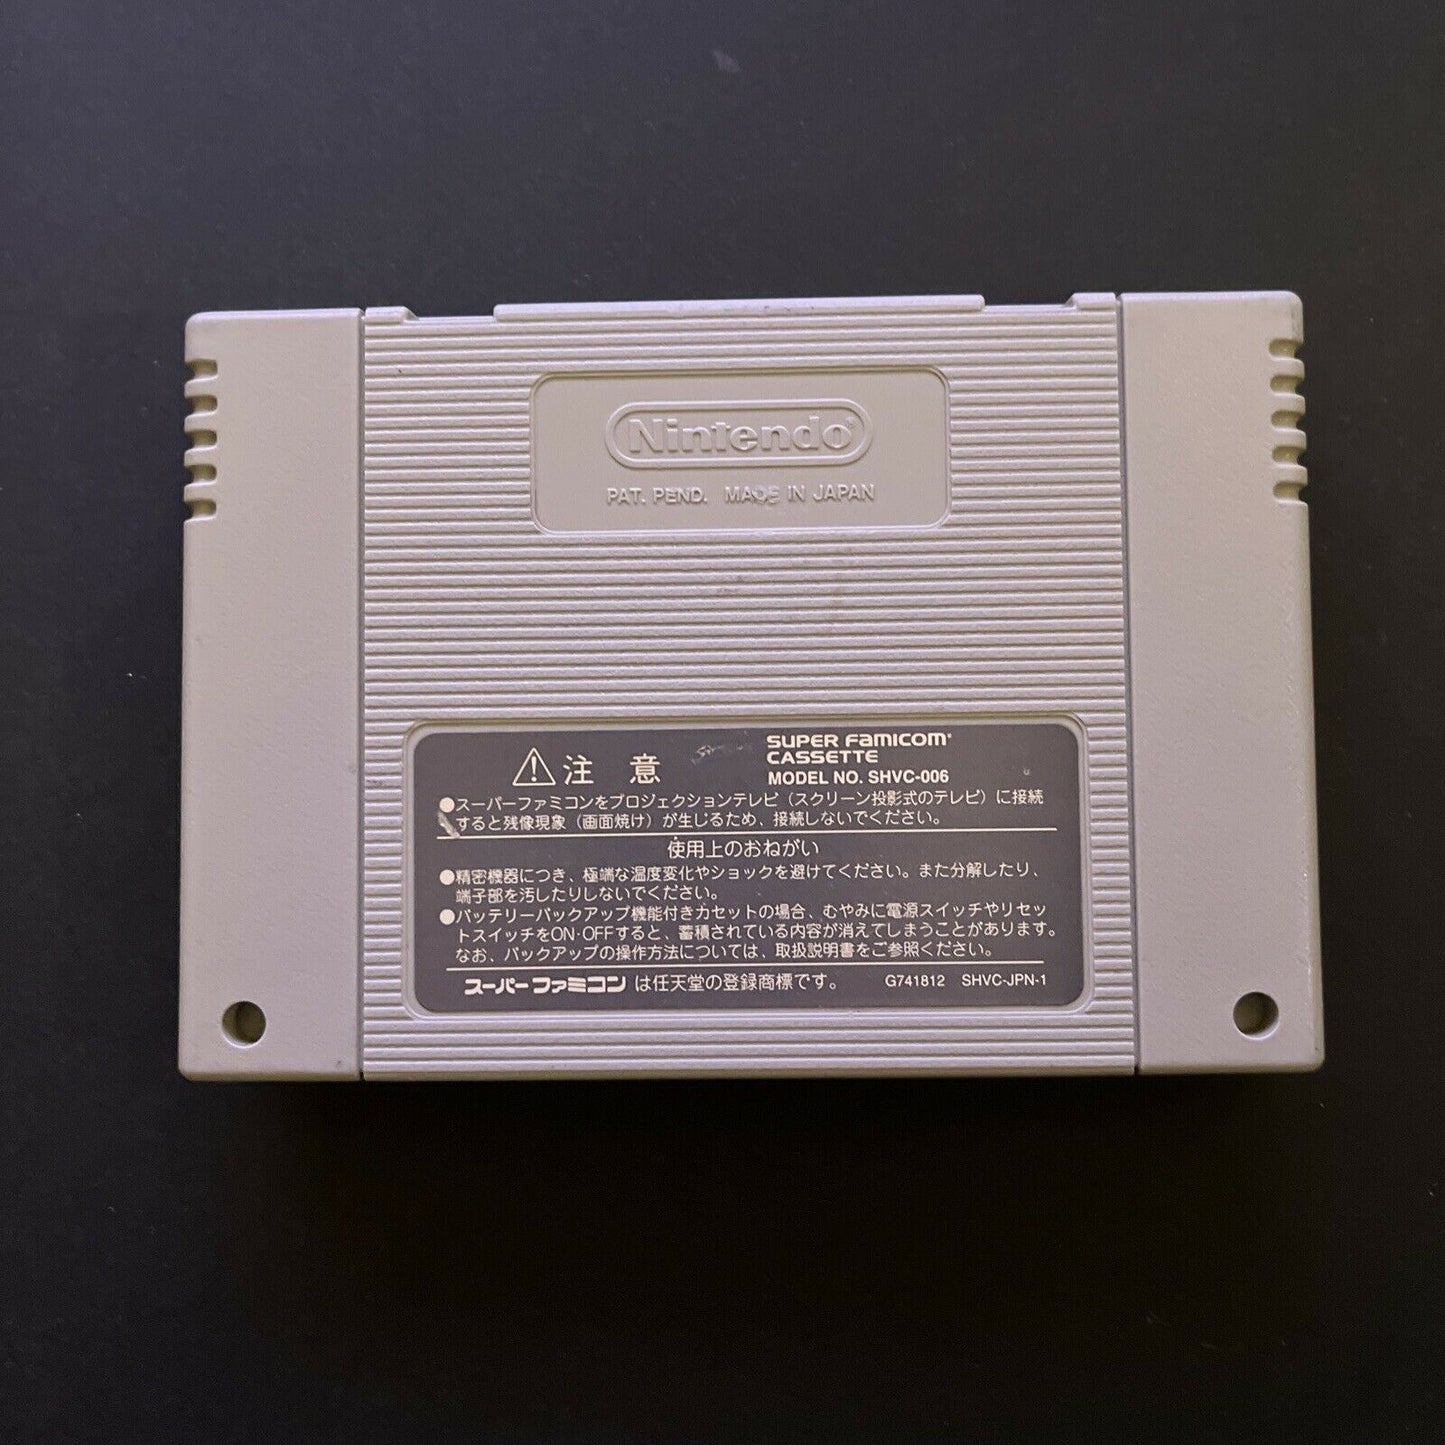 Nintendo
PAT. PEND. MADE IN JAPAN
注意
SUPER FAMICOM
CASSETTE
MODEL NO. SHVC-006
●スーパーファミコンをプロジェクションテレビ（スクリーン投影式のテレビ）に接続
すると残像現象（画面焼け）が生じるため、接続しないでください。
使用上のおねがい
●精密機器につき、極端な温度変化やショックを避けてください。また分解したり、
端子部を汚したりしないでください。
●バッテリーバックアップ機能付きカセットの場合、むやみに電源スイッチやリセッ
トスイッチをON･OFFすると、蓄積されている内容が消えてしまうことがあります。
なお、バックアップの操作方法については、取扱説明書をご参照ください。
スーパーファミコンは任天堂の登録商標です。 G741812 SHVC-JPN-1